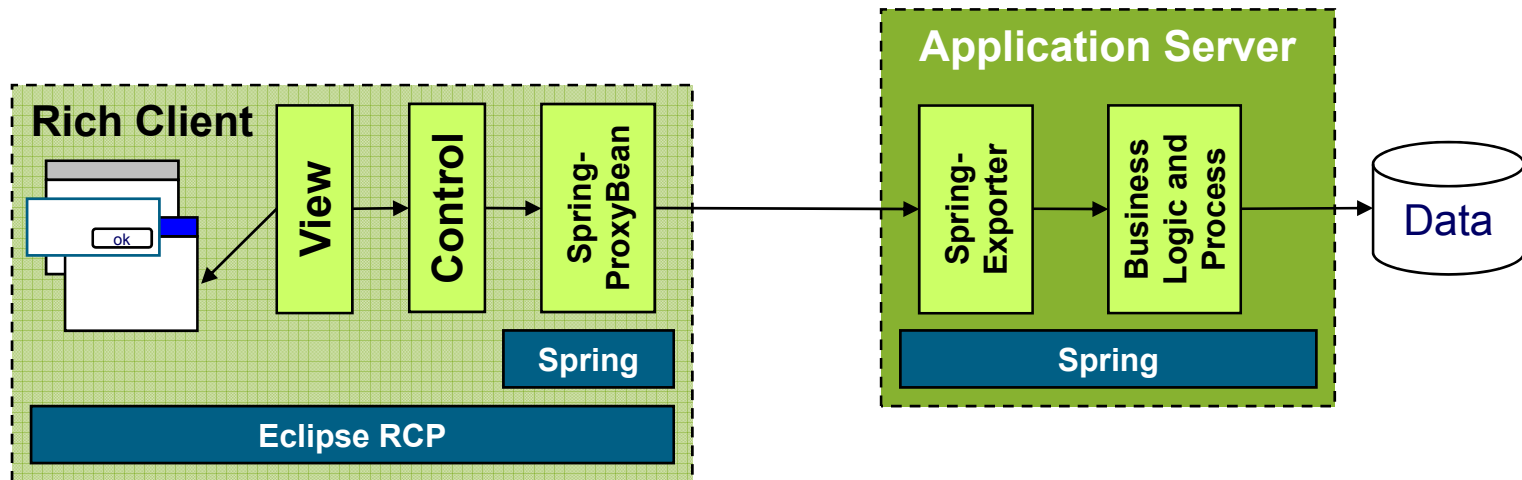 Rich Client
ok
View
Control
Spring-
ProxyBean
Spring
Eclipse RCP
Application Server
Spring-
Exporter
Business
Logic and
Process
Spring
Data